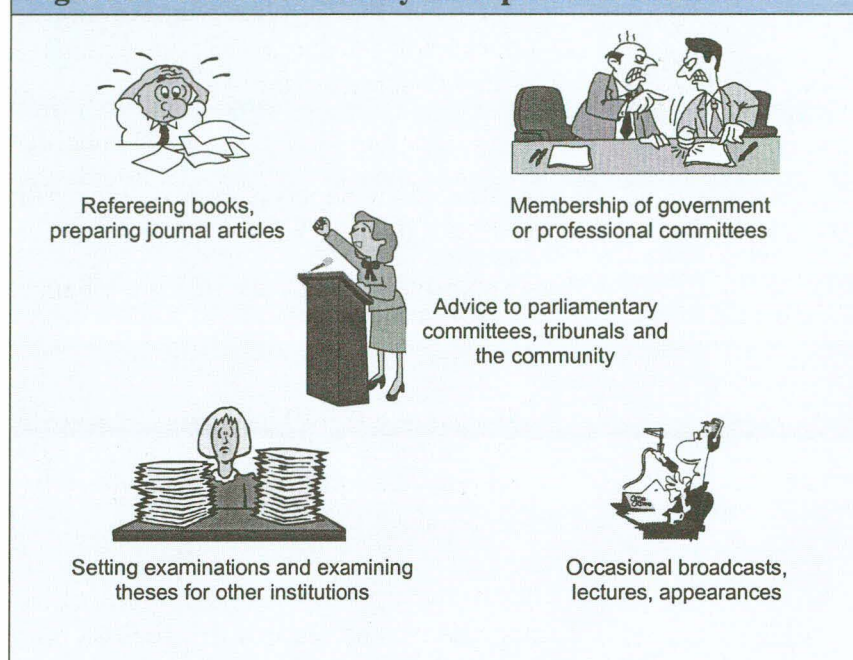 Refereeing books,
preparing journal articles
Membership of government
or professional committees
Advice to parliamentary
committees, tribunals and
the community
Setting examinations and examining
theses for other institutions
Occasional broadcasts,
lectures, appearances